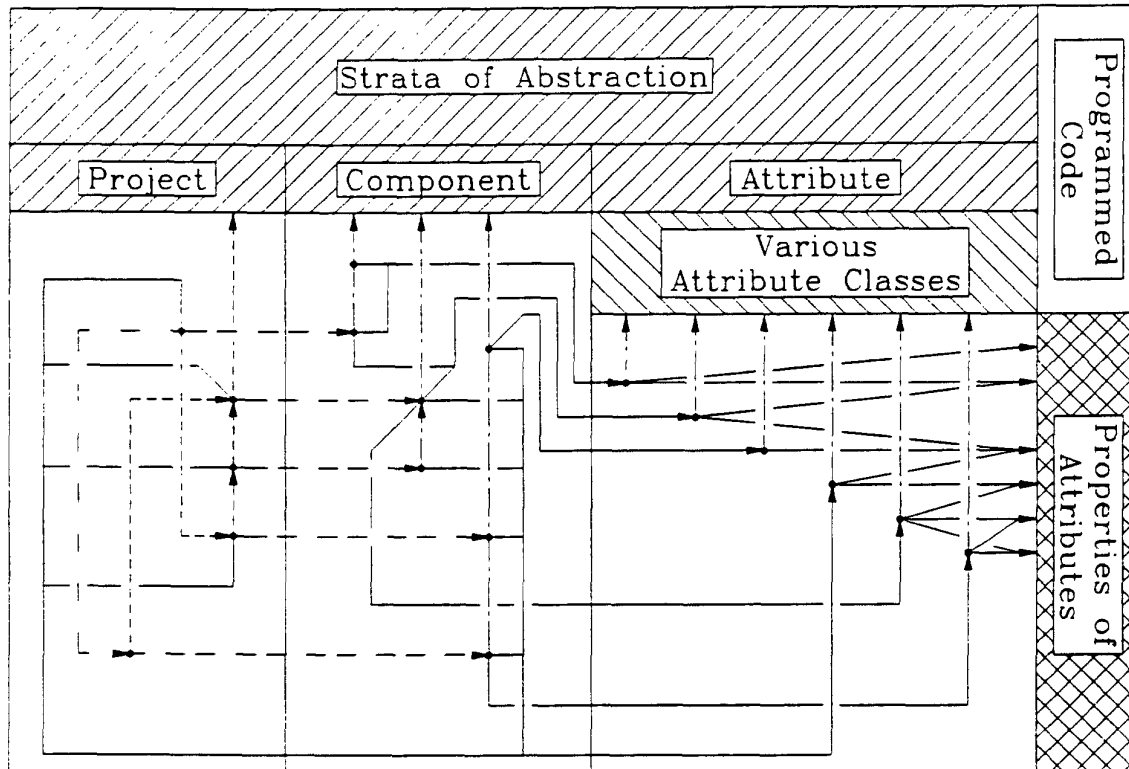 Strata of Abstraction
Project
Component
Attribute
Various
Attribute Classes
Programmed
Code
Properties of
Attributes